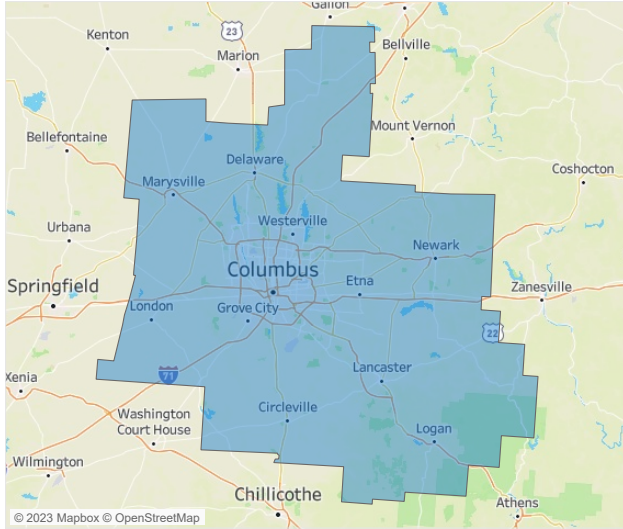 Galion
23
Kenton
Bellville
Marion
Mount Vernon
Bellefontaine
Delaware
Coshocton
Marysville
Urbana
Westerville
Newark
Columbus
Springfield
Etna
Zanesville
London
Grove City
22
71
Lancaster
Xenia
Washington
Court House
Circleville
Logan
Wilmington
Chillicothe
Athens
© 2023 Mapbox © OpenStreetMap